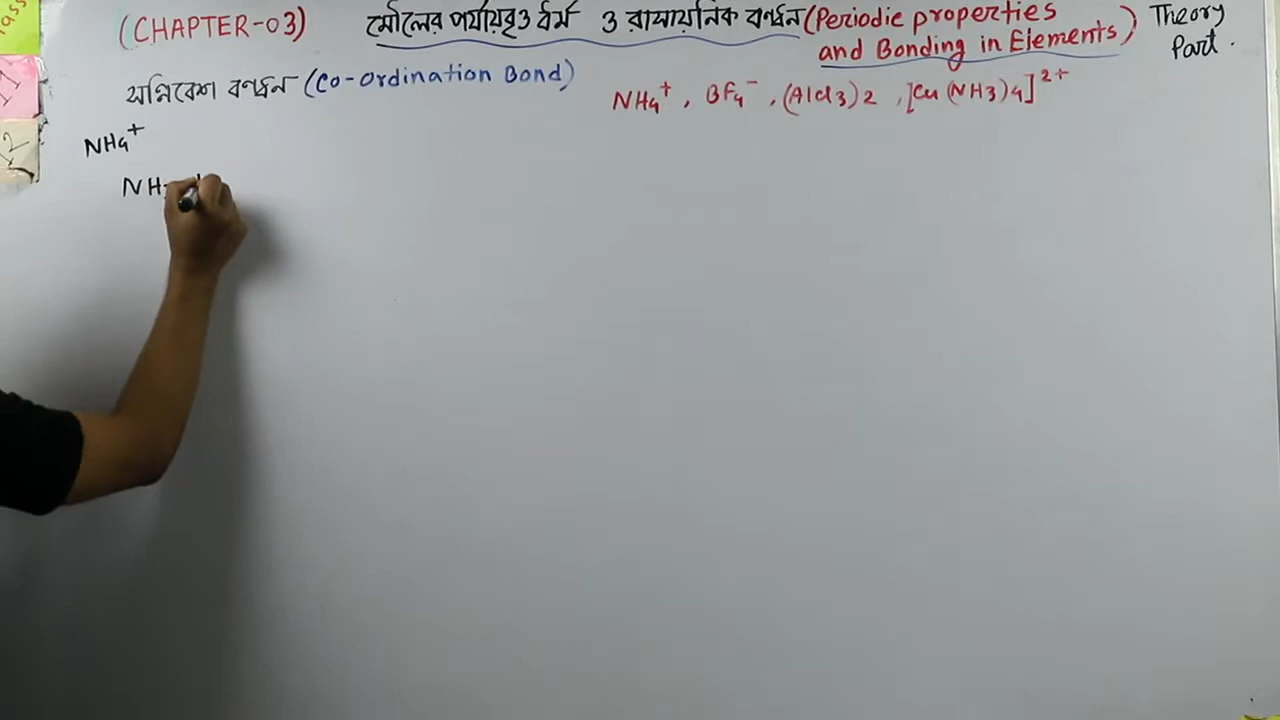 (CHAPTER-03) মৌলের পর্যায়বৃত্ত ধর্ম ও রাসায়নিক বন্ধন (Periodic properties and Bonding in Elements) Theory Part.
সন্নিবেশ বন্ধন (Co-ordination Bond)
NH4+, BF4-, (AlCl3)2, [Cu(NH3)4]2+
NH4+
NH